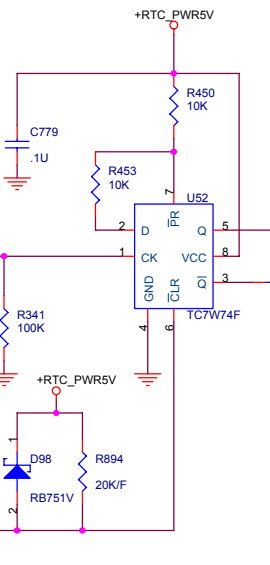 +RTC_PWR5V
R450
10K
C779
.1U
R453
10K
7
U52
PR
2
D
Q
5
1
CK
VCC
8
GND
CLR
Q
3
TC7W74F
4
6
R341
100K
+RTC_PWR5V
1
D98
RB751V
2
R894
20K/F